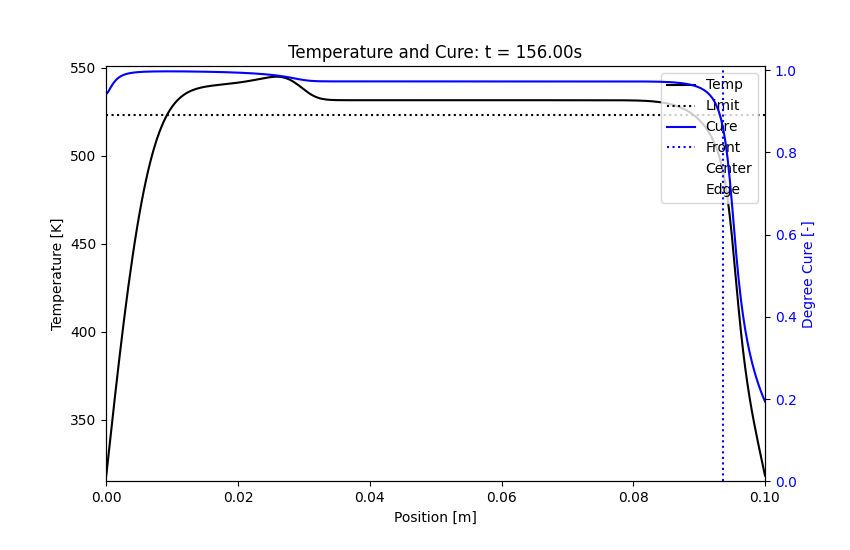 Temperature and Cure: t = 156.00s
Temperature [K]
550
500
450
400
350
Temp
Limit
Cure
Front
Center
Edge
1.0
0.8
0.6
0.4
0.2
0.0
Degree Cure [-]
0.00 0.02 0.04 0.06 0.08 0.10
Position [m]